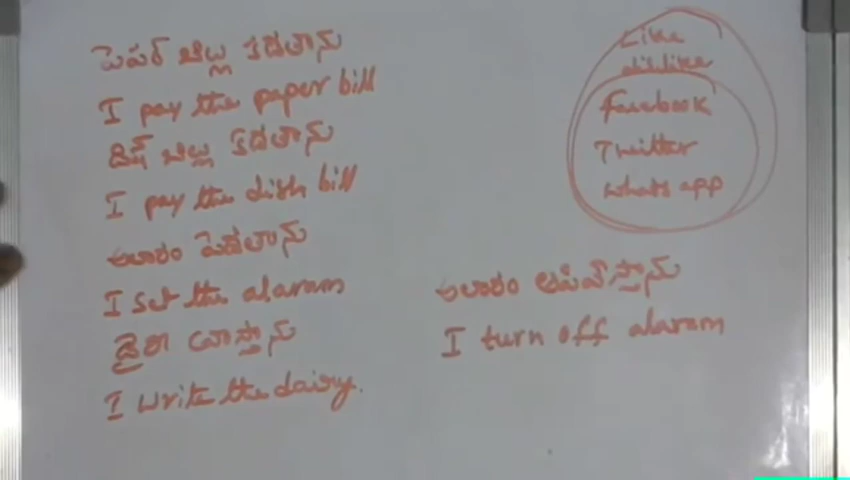 పేపర్ బిల్లు కడతాను
I pay the paper bill
డిష్ బిల్లు కడతాను
I pay the dish bill
అలారం పెడతాను
I set the alaram
డైరీ రాస్తాను
I write the dairy.
Like
dislike
facebook
Twitter
whats app
అలారం ఆపివేస్తాను
I turn off alaram